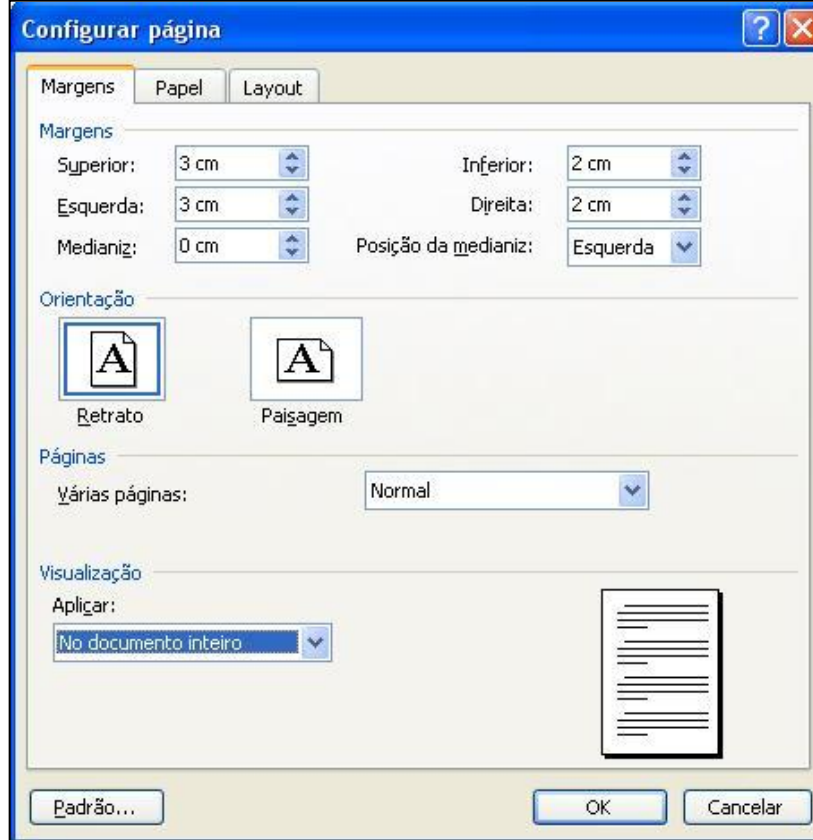 Configurar página
Margens Papel Layout
Margens
Superior: 3 cm Inferior: 2 cm
Esquerda: 3 cm Direita: 2 cm
Medianiz: 0 cm Posição da medianiz: Esquerda
Orientação
A A
Retrato Paisagem
Páginas
Várias páginas: Normal
Visualização
Aplicar:
No documento inteiro
Padrão... OK Cancelar